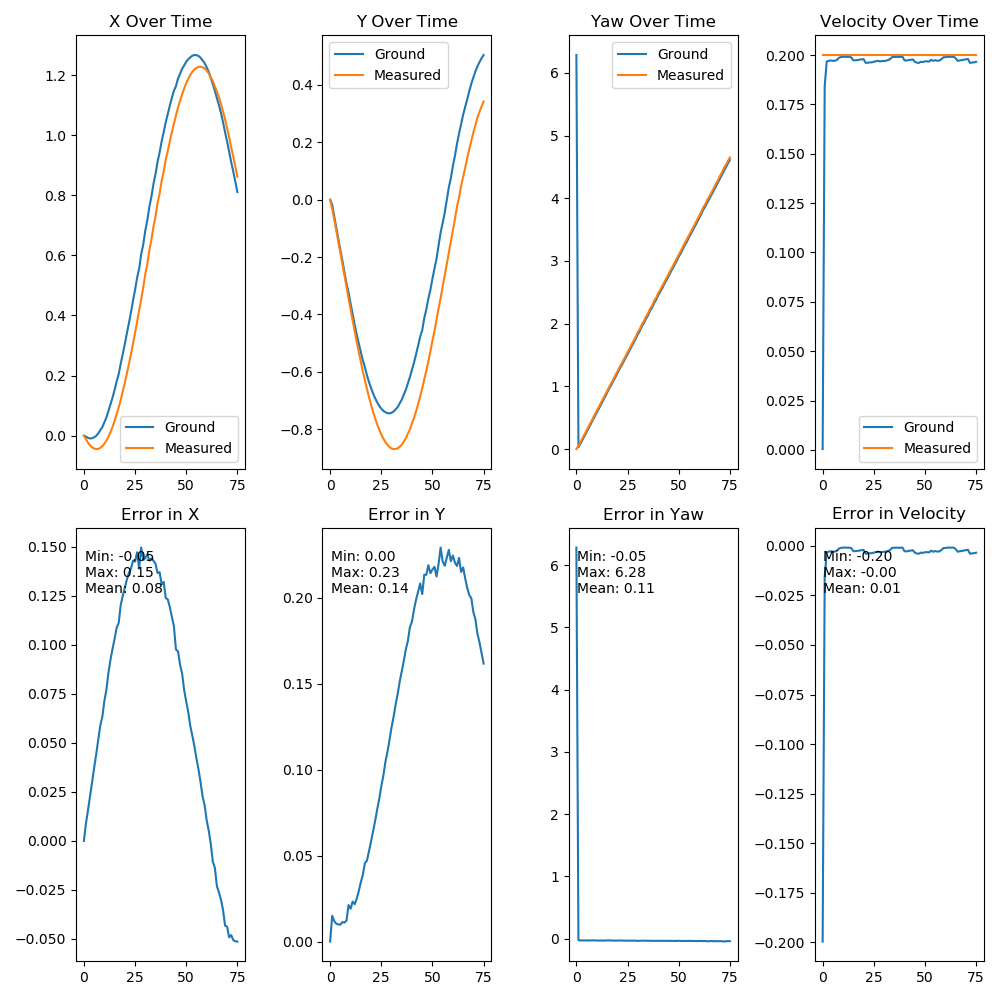 X Over Time
1.2
1.0
0.8
0.6
0.4
0.2
0.0
Ground
Measured
0 25 50 75
Y Over Time
Ground
Measured
0.4
0.2
0.0
−0.2
−0.4
−0.6
−0.8
0 25 50 75
Yaw Over Time
Ground
Measured
6
5
4
3
2
1
0
0 25 50 75
Velocity Over Time
0.200
0.175
0.150
0.125
0.100
0.075
0.050
0.025
0.000
Ground
Measured
0 25 50 75
Error in X
Min: -0.05
Max: 0.15
Mean: 0.08
0.150
0.125
0.100
0.075
0.050
0.025
0.000
−0.025
−0.050
0 25 50 75
Error in Y
Min: 0.00
Max: 0.23
Mean: 0.14
0.20
0.15
0.10
0.05
0.00
0 25 50 75
Error in Yaw
Min: -0.05
Max: 6.28
Mean: 0.11
6
5
4
3
2
1
0
0 25 50 75
Error in Velocity
Min: -0.20
Max: -0.00
Mean: 0.01
0.000
−0.025
−0.050
−0.075
−0.100
−0.125
−0.150
−0.175
−0.200
0 25 50 75